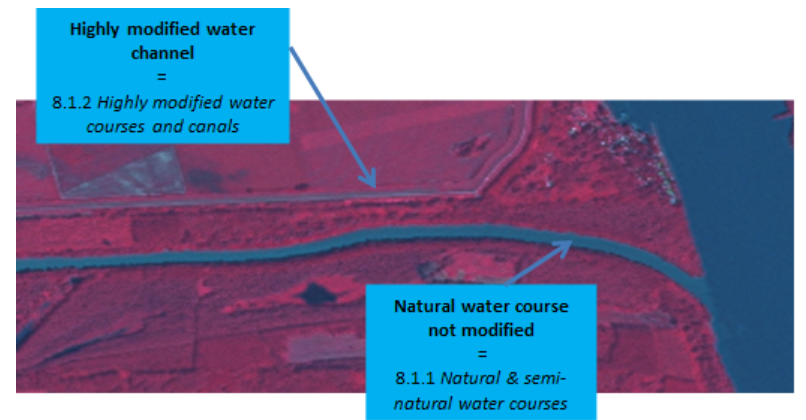 Highly modified water
channel
=
8.1.2 Highly modified water
courses and canals
Natural water course
not modified
=
8.1.1 Natural & semi-
natural water courses